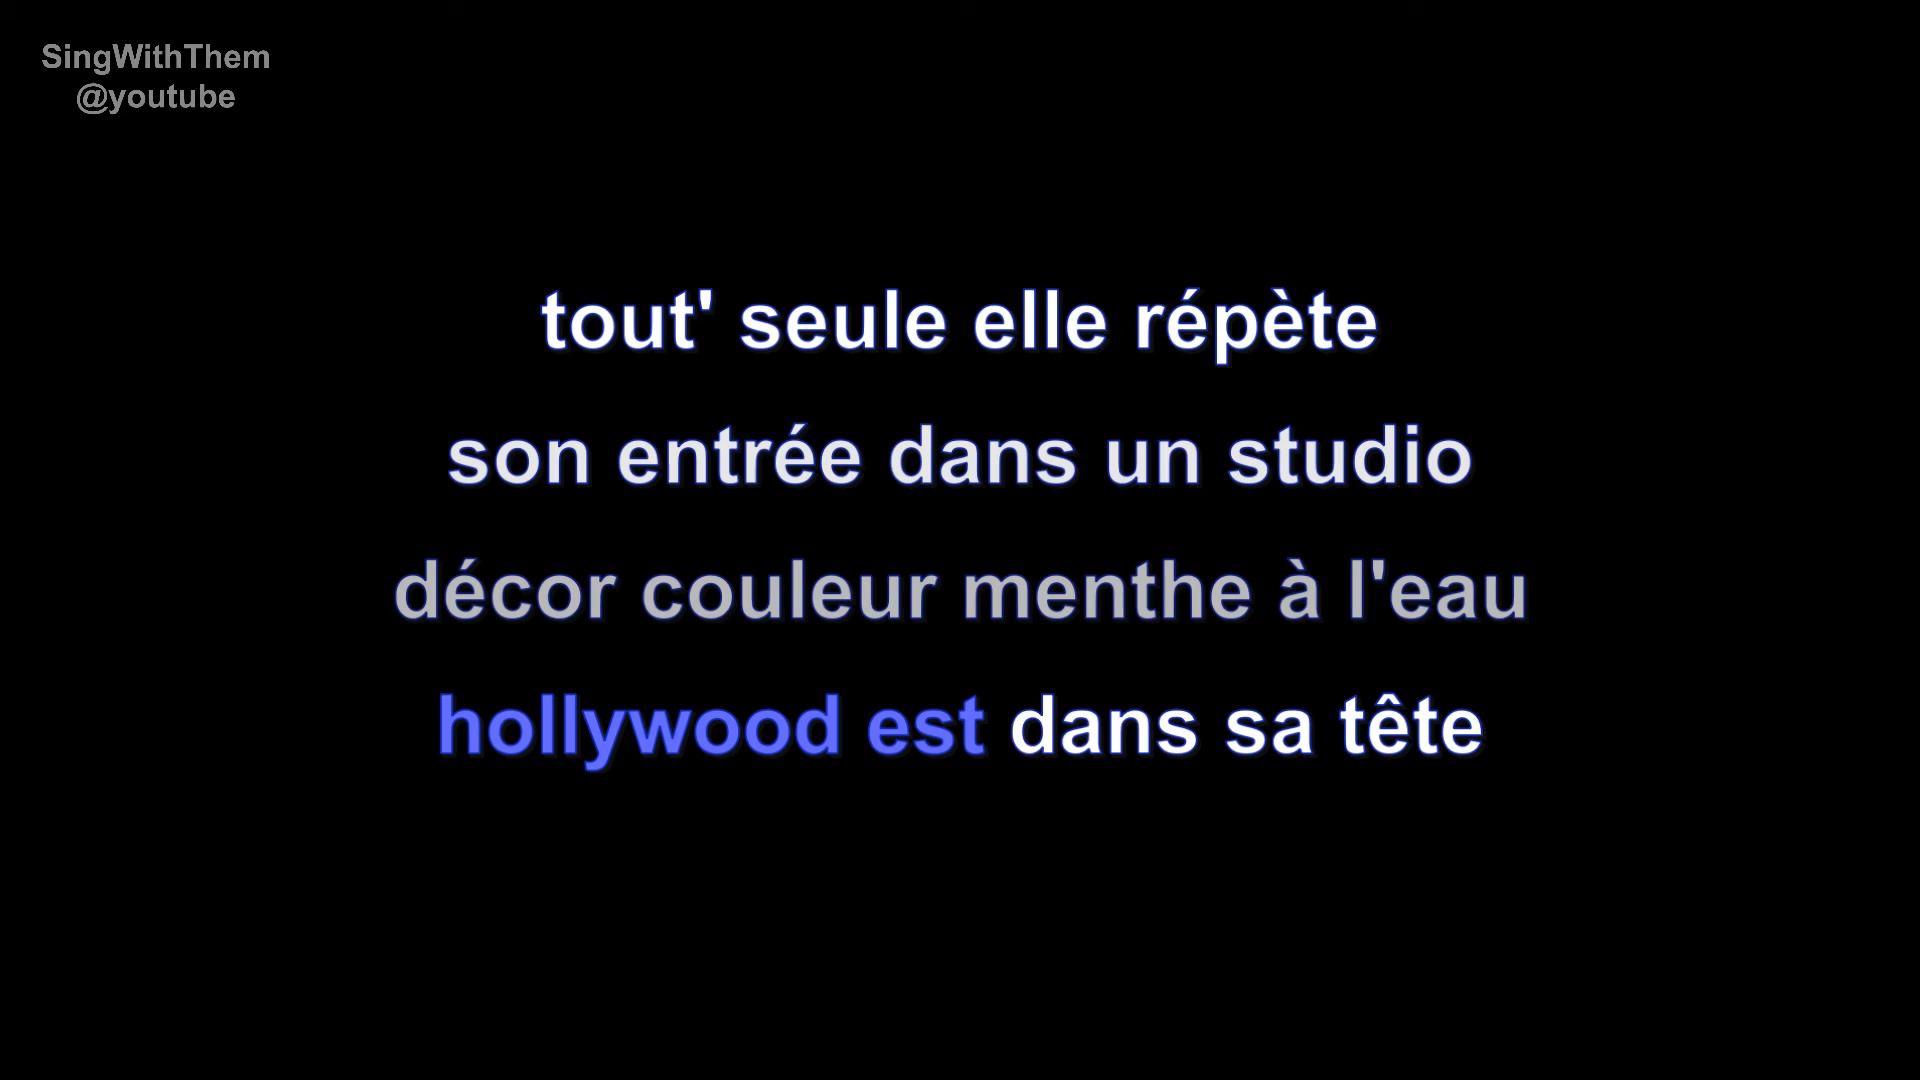 SingWithThem
@youtube
tout' seule elle répète
son entrée dans un studio
décor couleur menthe à l'eau
hollywood est dans sa tête